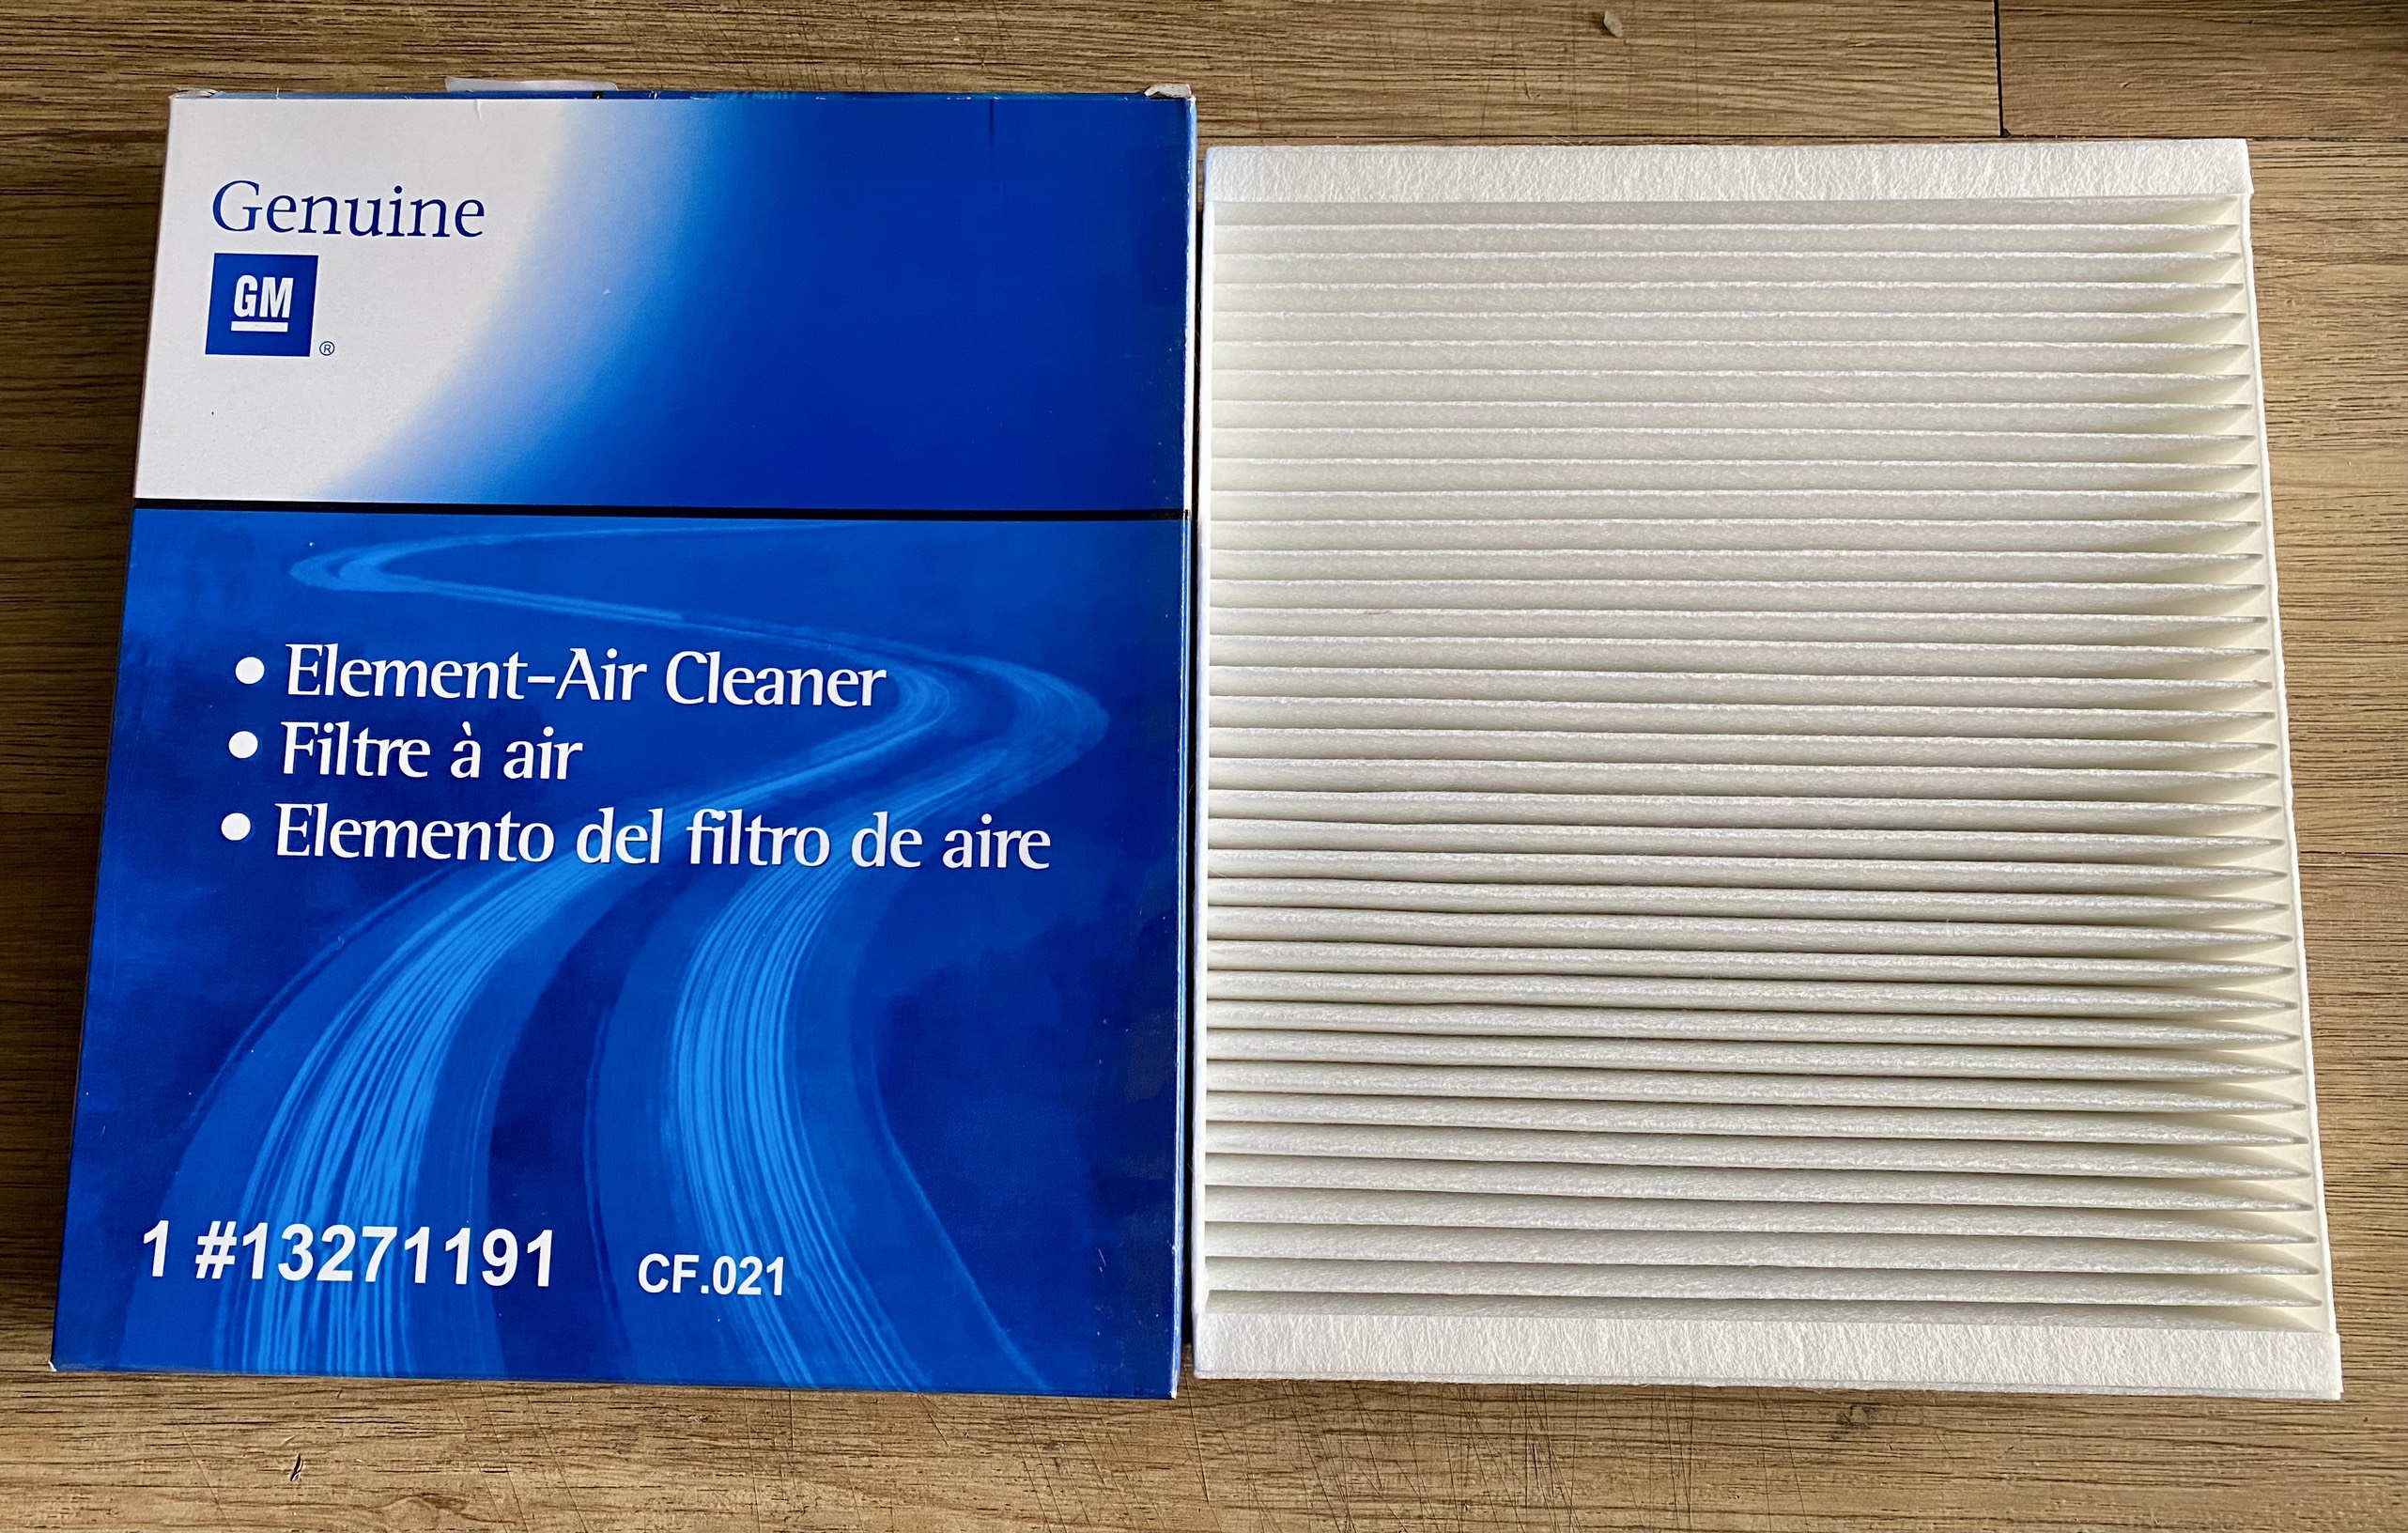 Genuine
GM
®
• Element-Air Cleaner
• Filtre à air
• Elemento del filtro de aire
1 #13271191 CF.021